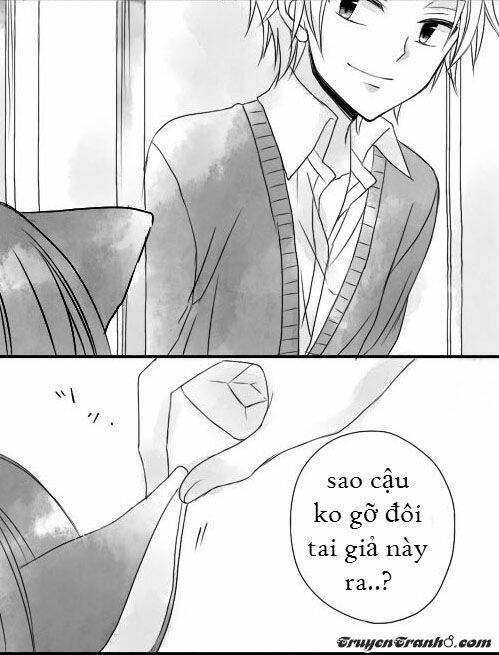 sao cậu
ko gỡ đôi
tai giả này
ra..?
TruyenTranh8.com